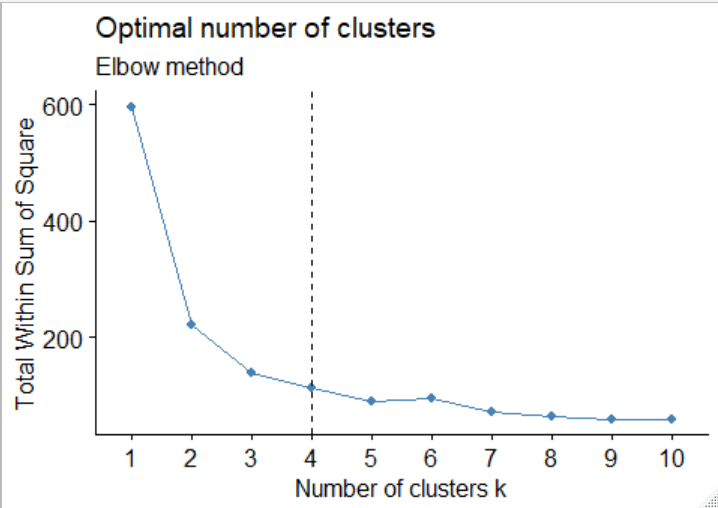 Optimal number of clusters
Elbow method
Total Within Sum of Square
600
400
200
1 2 3 4 5 6 7 8 9 10
Number of clusters k